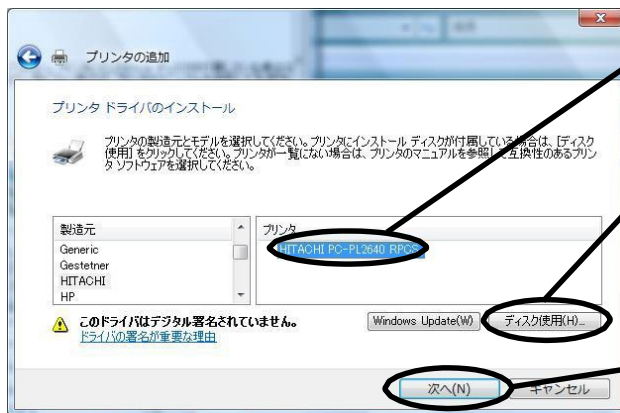 プリンタの追加
プリンタ ドライバのインストール
プリンタの製造元とモデルを選択してください。プリンタにインストール ディスクが付属している場合は、[ディスク
使用] をクリックしてください。プリンタが一覧にない場合は、プリンタのマニュアルを参照して互換性のあるプリン
タ ソフトウェアを選択してください。
製造元
Generic
Gestetner
HITACHI
HP
プリンタ
HITACHI PC-PL2640 RPCS
このドライバはデジタル署名されていません。
ドライバの署名が重要な理由
Windows Update(W)
ディスク使用(H)...
次へ(N)
キャンセル